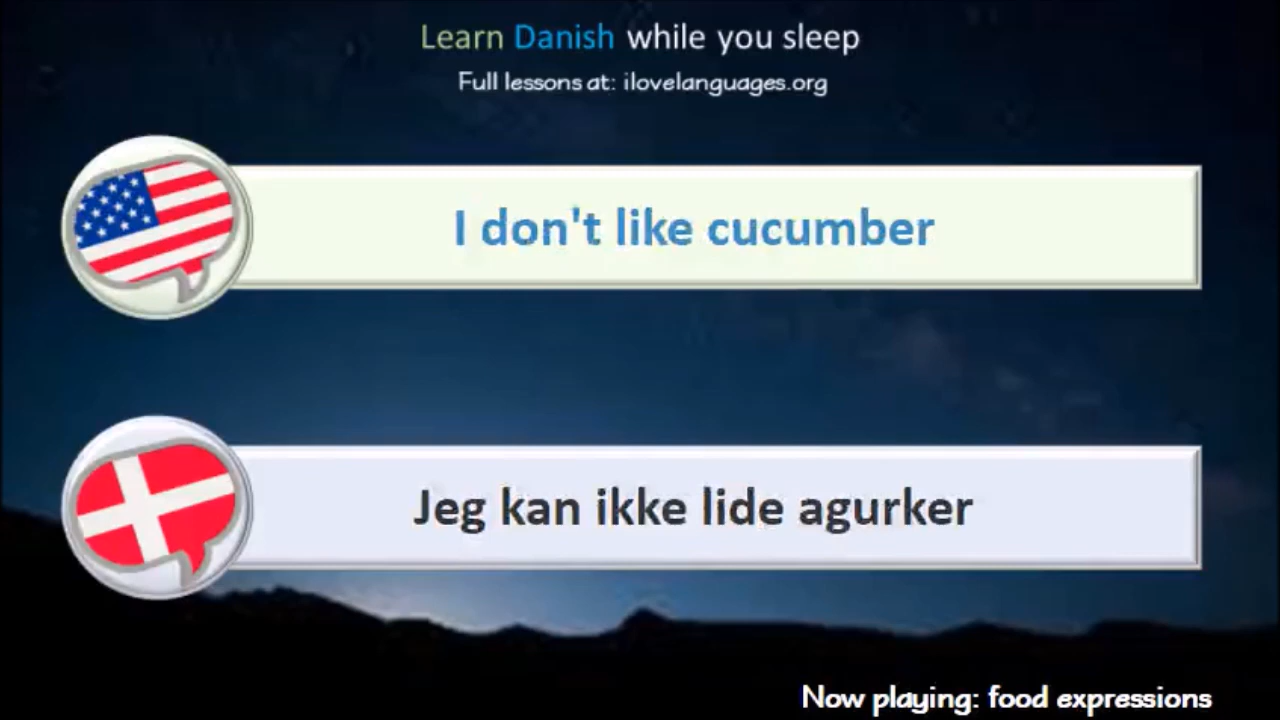 Learn Danish while you sleep
Full lessons at: ilovelanguages.org
I don't like cucumber
Jeg kan ikke lide agurker
Now playing: food expressions